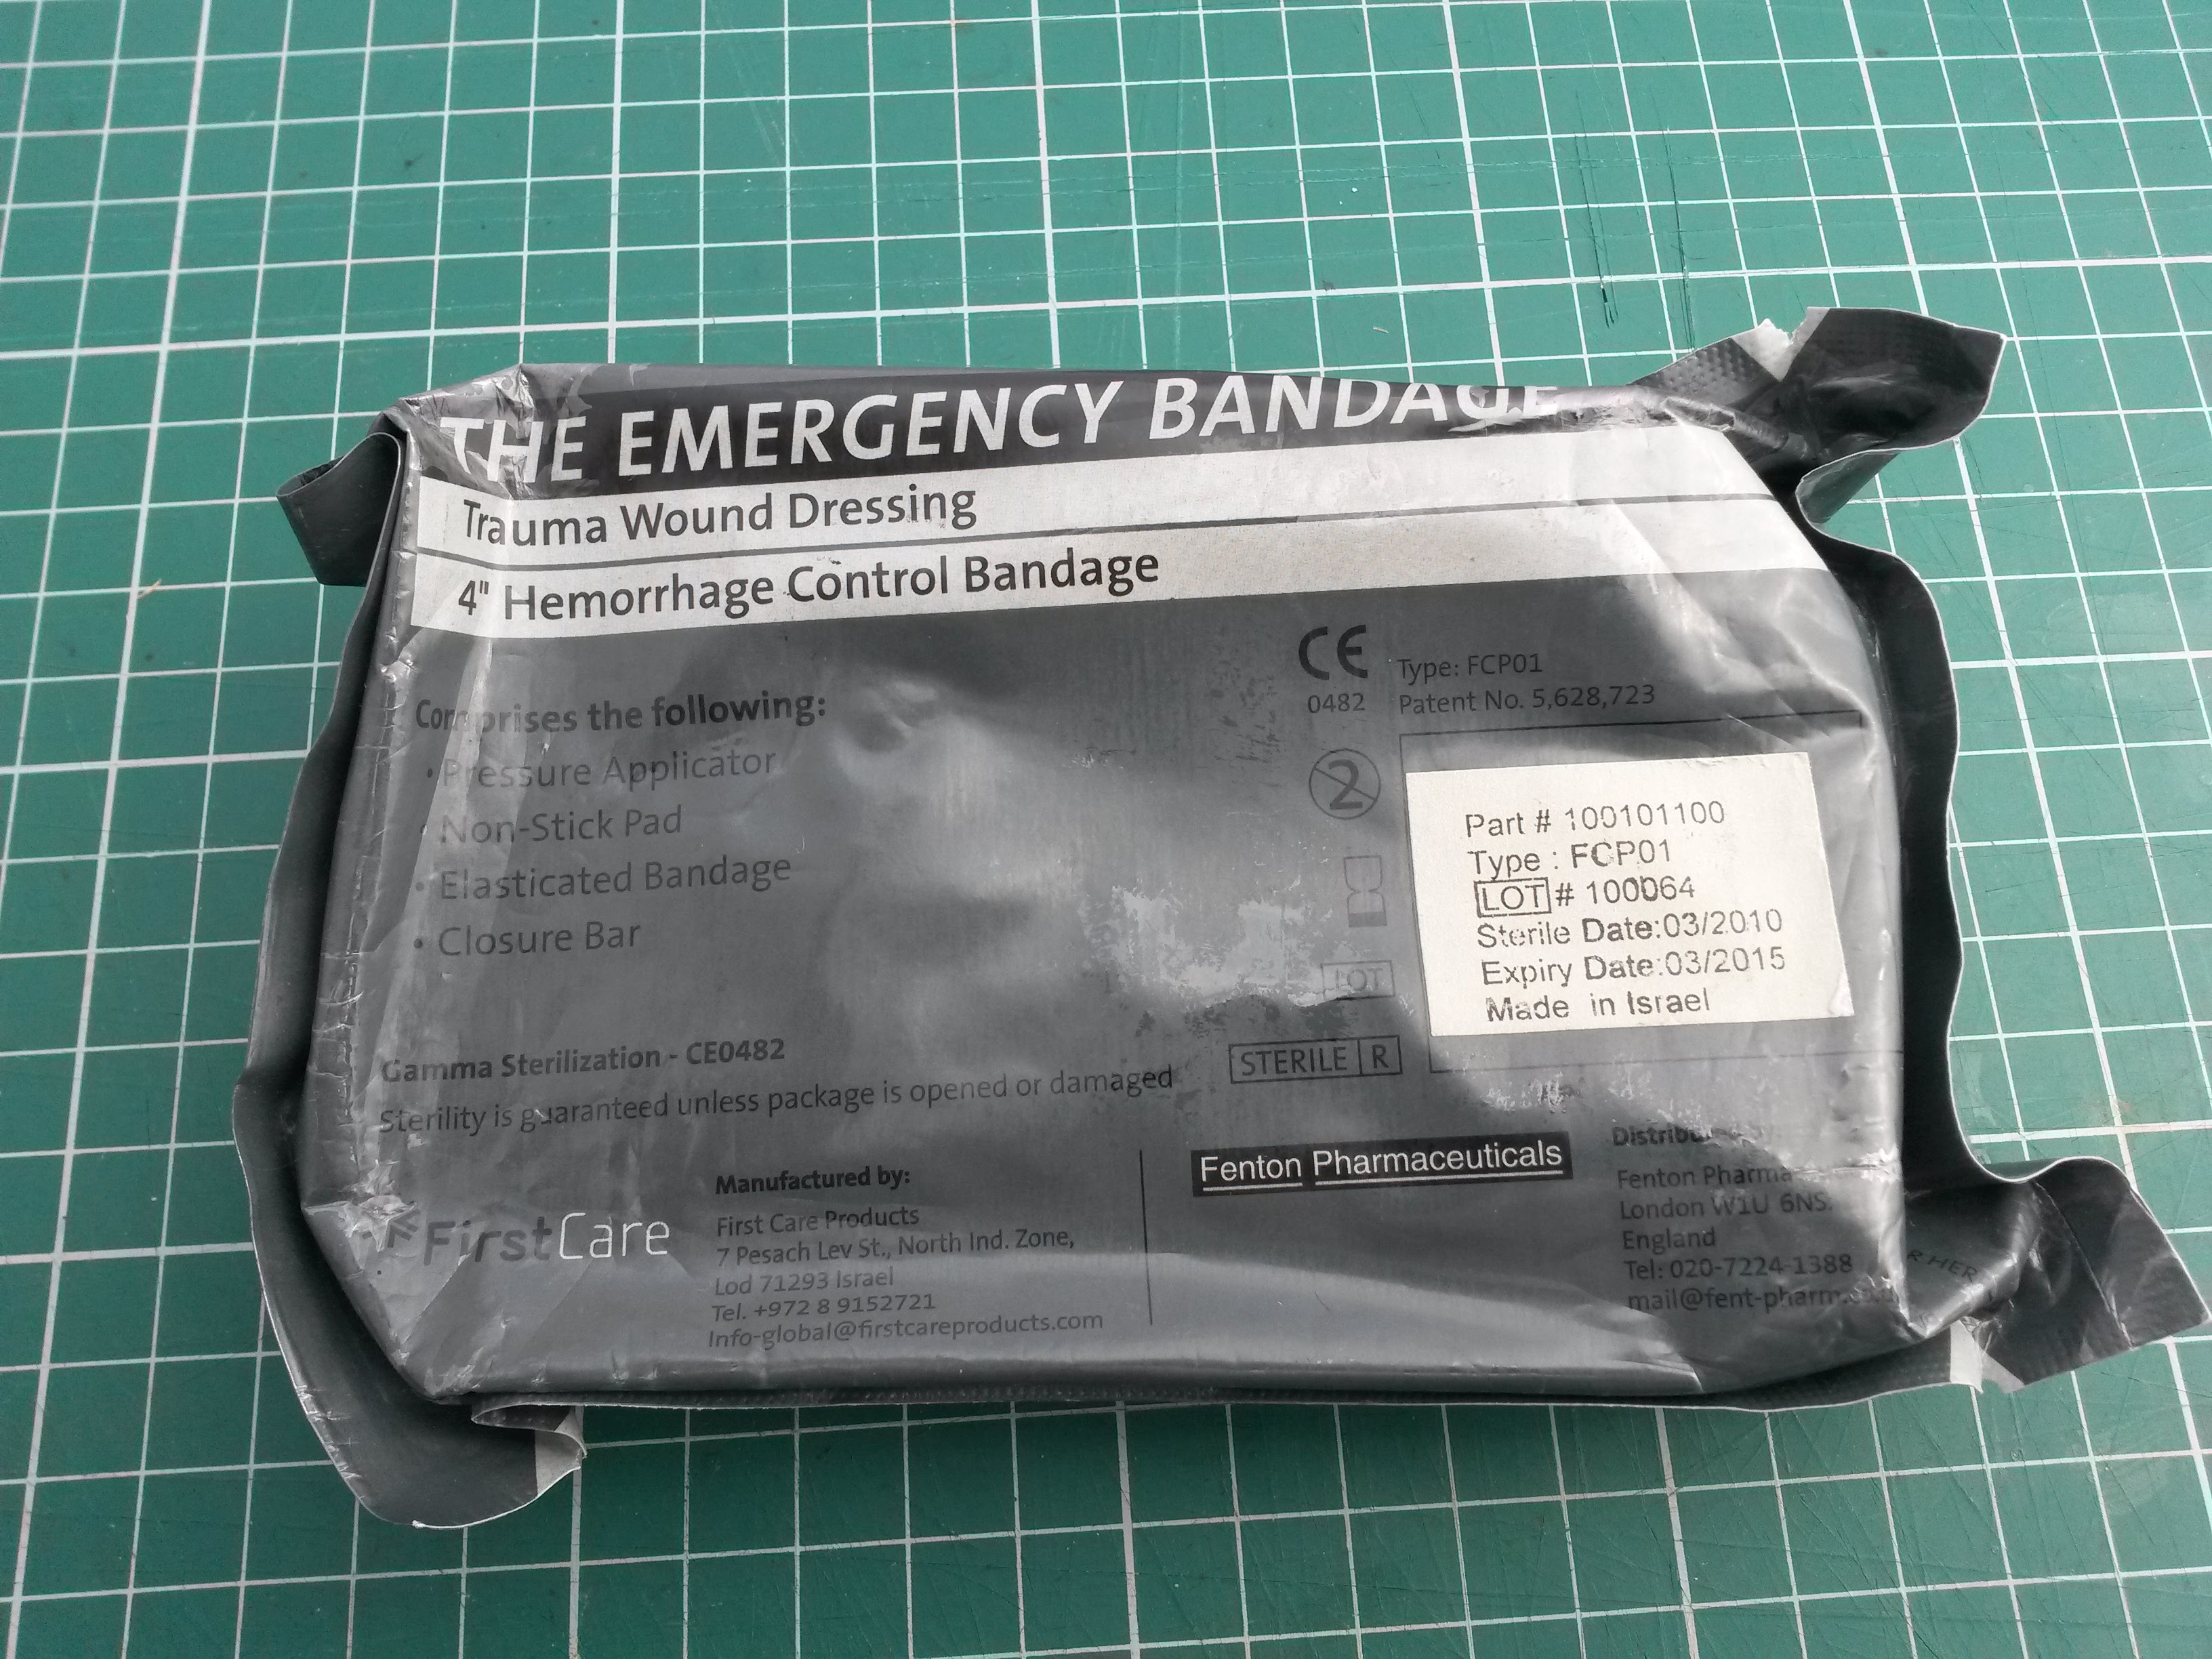 THE EMERGENCY BANDAGE
Trauma Wound Dressing
4" Hemorrhage Control Bandage
Comprises the following:
• Pressure Applicator
• Non-Stick Pad
• Elasticated Bandage
• Closure Bar
Gamma Sterilization - CE0482
Sterility is guaranteed unless package is opened or damaged
CE
0482
Type: FCP01
Patent No. 5,628,723
2
LOT
STERILE R
Part # 100101100
Type : FCP01
LOT # 100064
Sterile Date:03/2010
Expiry Date:03/2015
Made in Israel
FirstCare
Manufactured by:
First Care Products
7 Pesach Lev St., North Ind. Zone,
Lod 71293 Israel
Tel. +972 8 9152721
Info-global@firstcareproducts.com
Fenton Pharmaceuticals
Fenton
London W1U 6NS.
England
Tel: 020-7224-1388